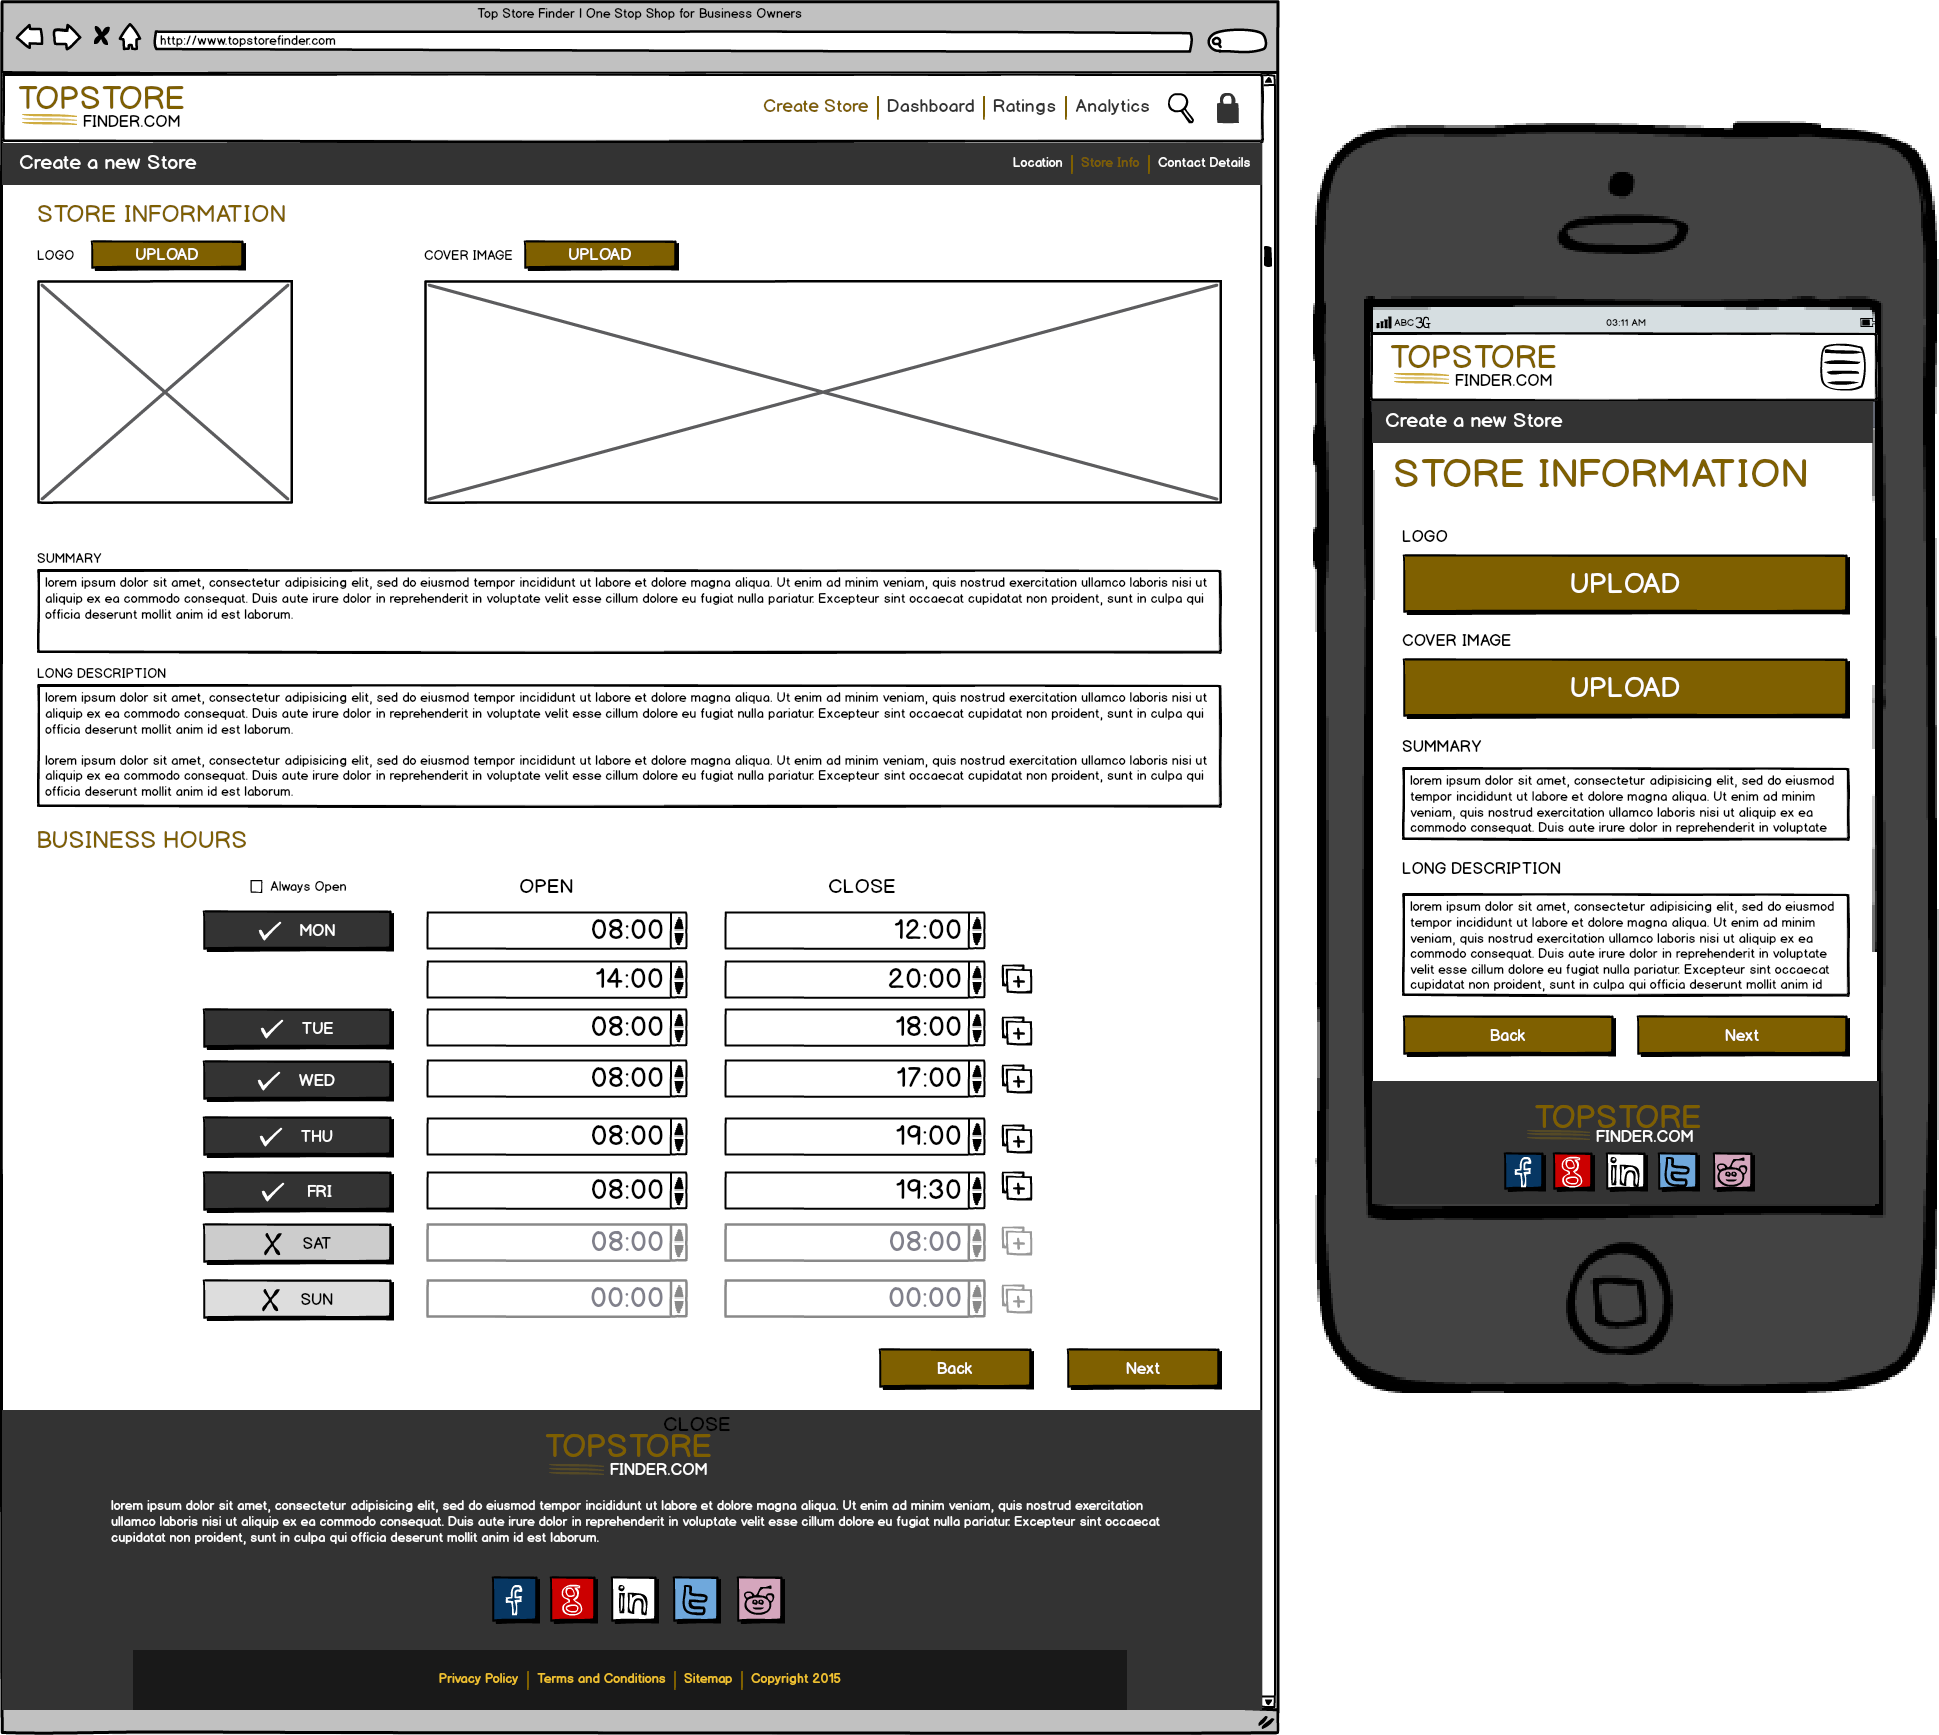 Top Store Finder | One Stop Shop for Business Owners
http://www.topstorefinder.com
TOPSTORE
FINDER.COM
Create Store | Dashboard | Ratings | Analytics
Create a new Store
Location | Store Info | Contact Details
STORE INFORMATION
LOGO UPLOAD COVER IMAGE UPLOAD
SUMMARY
lorem ipsum dolor sit amet, consectetur adipisicing elit, sed do eiusmod tempor incididunt ut labore et dolore magna aliqua. Ut enim ad minim veniam, quis nostrud exercitation ullamco laboris nisi ut
aliquip ex ea commodo consequat. Duis aute irure dolor in reprehenderit in voluptate velit esse cillum dolore eu fugiat nulla pariatur. Excepteur sint occaecat cupidatat non proident, sunt in culpa qui
officia deserunt mollit anim id est laborum.
LONG DESCRIPTION
lorem ipsum dolor sit amet, consectetur adipisicing elit, sed do eiusmod tempor incididunt ut labore et dolore magna aliqua. Ut enim ad minim veniam, quis nostrud exercitation ullamco laboris nisi ut
aliquip ex ea commodo consequat. Duis aute irure dolor in reprehenderit in voluptate velit esse cillum dolore eu fugiat nulla pariatur. Excepteur sint occaecat cupidatat non proident, sunt in culpa qui
officia deserunt mollit anim id est laborum.
lorem ipsum dolor sit amet, consectetur adipisicing elit, sed do eiusmod tempor incididunt ut labore et dolore magna aliqua. Ut enim ad minim veniam, quis nostrud exercitation ullamco laboris nisi ut
aliquip ex ea commodo consequat. Duis aute irure dolor in reprehenderit in voluptate velit esse cillum dolore eu fugiat nulla pariatur. Excepteur sint occaecat cupidatat non proident, sunt in culpa qui
officia deserunt mollit anim id est laborum.
BUSINESS HOURS
Always Open OPEN CLOSE
MON 08:00 12:00
14:00 20:00
TUE 08:00 18:00
WED 08:00 17:00
THU 08:00 19:00
FRI 08:00 19:30
SAT 08:00 08:00
SUN 00:00 00:00
Back Next
CLOSE
TOPSTORE
FINDER.COM
lorem ipsum dolor sit amet, consectetur adipisicing elit, sed do eiusmod tempor incididunt ut labore et dolore magna aliqua. Ut enim ad minim veniam, quis nostrud exercitation
ullamco laboris nisi ut aliquip ex ea commodo consequat. Duis aute irure dolor in reprehenderit in voluptate velit esse cillum dolore eu fugiat nulla pariatur. Excepteur sint occaecat
cupidatat non proident, sunt in culpa qui officia deserunt mollit anim id est laborum.
f g in t
Privacy Policy | Terms and Conditions | Sitemap | Copyright 2015
ABC 3G 03:11 AM
TOPSTORE
FINDER.COM
Create a new Store
STORE INFORMATION
LOGO
UPLOAD
COVER IMAGE
UPLOAD
SUMMARY
lorem ipsum dolor sit amet, consectetur adipisicing elit, sed do eiusmod
tempor incididunt ut labore et dolore magna aliqua. Ut enim ad minim
veniam, quis nostrud exercitation ullamco laboris nisi ut aliquip ex ea
commodo consequat. Duis aute irure dolor in reprehenderit in voluptate
LONG DESCRIPTION
lorem ipsum dolor sit amet, consectetur adipisicing elit, sed do eiusmod
tempor incididunt ut labore et dolore magna aliqua. Ut enim ad minim
veniam, quis nostrud exercitation ullamco laboris nisi ut aliquip ex ea
commodo consequat. Duis aute irure dolor in reprehenderit in voluptate
velit esse cillum dolore eu fugiat nulla pariatur. Excepteur sint occaecat
cupidatat non proident, sunt in culpa qui officia deserunt mollit anim id
Back Next
TOPSTORE
FINDER.COM
f g in t